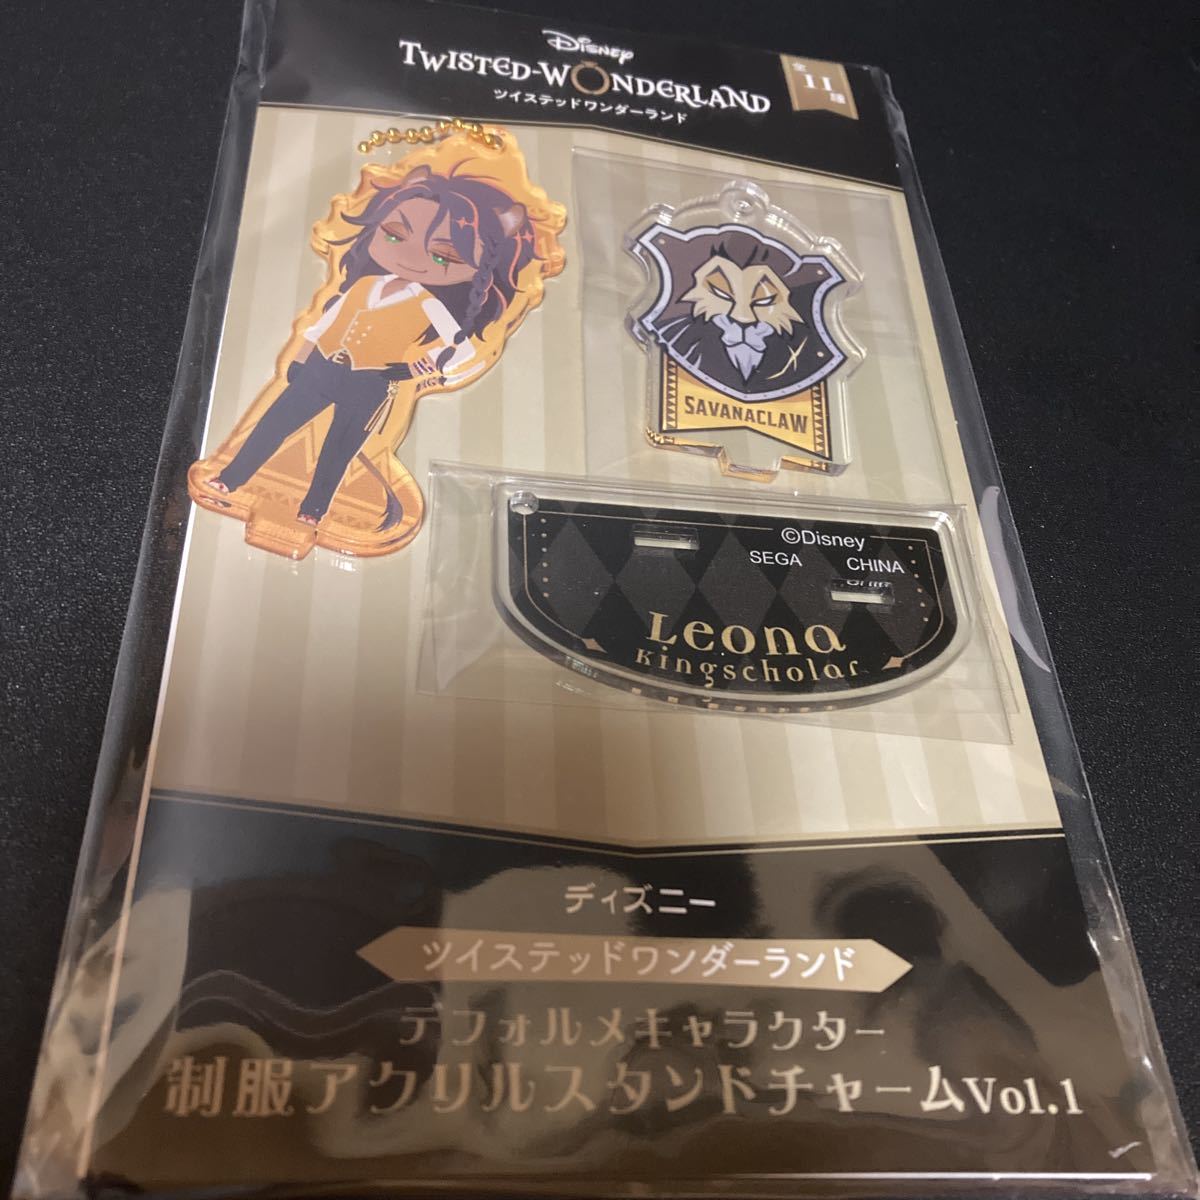 Disney
TWISTED-WONDERLAND
ツイステッドワンダーランド
全11種
SAVANACLAW
©Disney
SEGA CHINA
Leona
Kingscholar
ディズニー
ツイステッドワンダーランド
デフォルメキャラクター
制服アクリルスタンドチャームVol.1